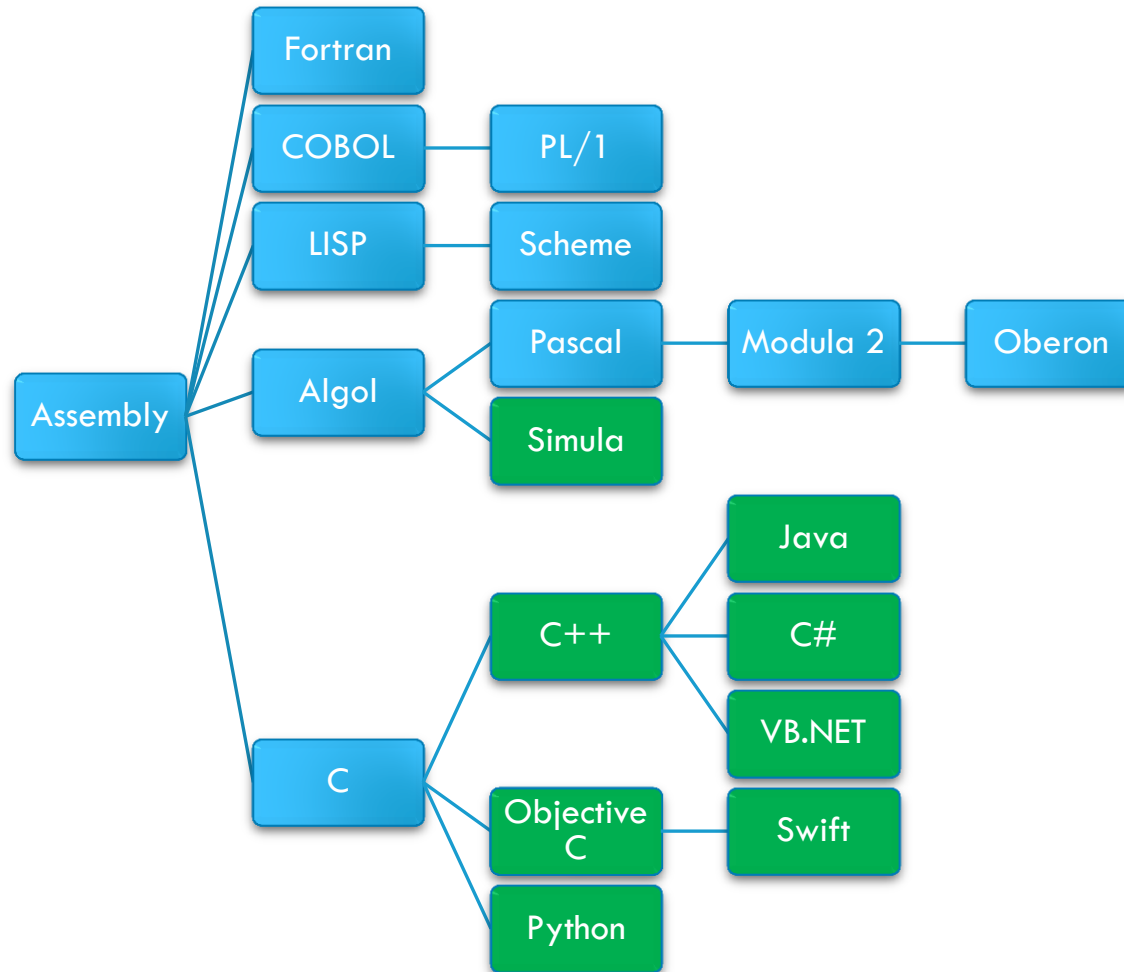 Fortran
COBOL
PL/1
LISP
Scheme
Pascal
Modula 2
Oberon
Assembly
Algol
Simula
Java
C++
C#
VB.NET
C
Objective
C
Swift
Python